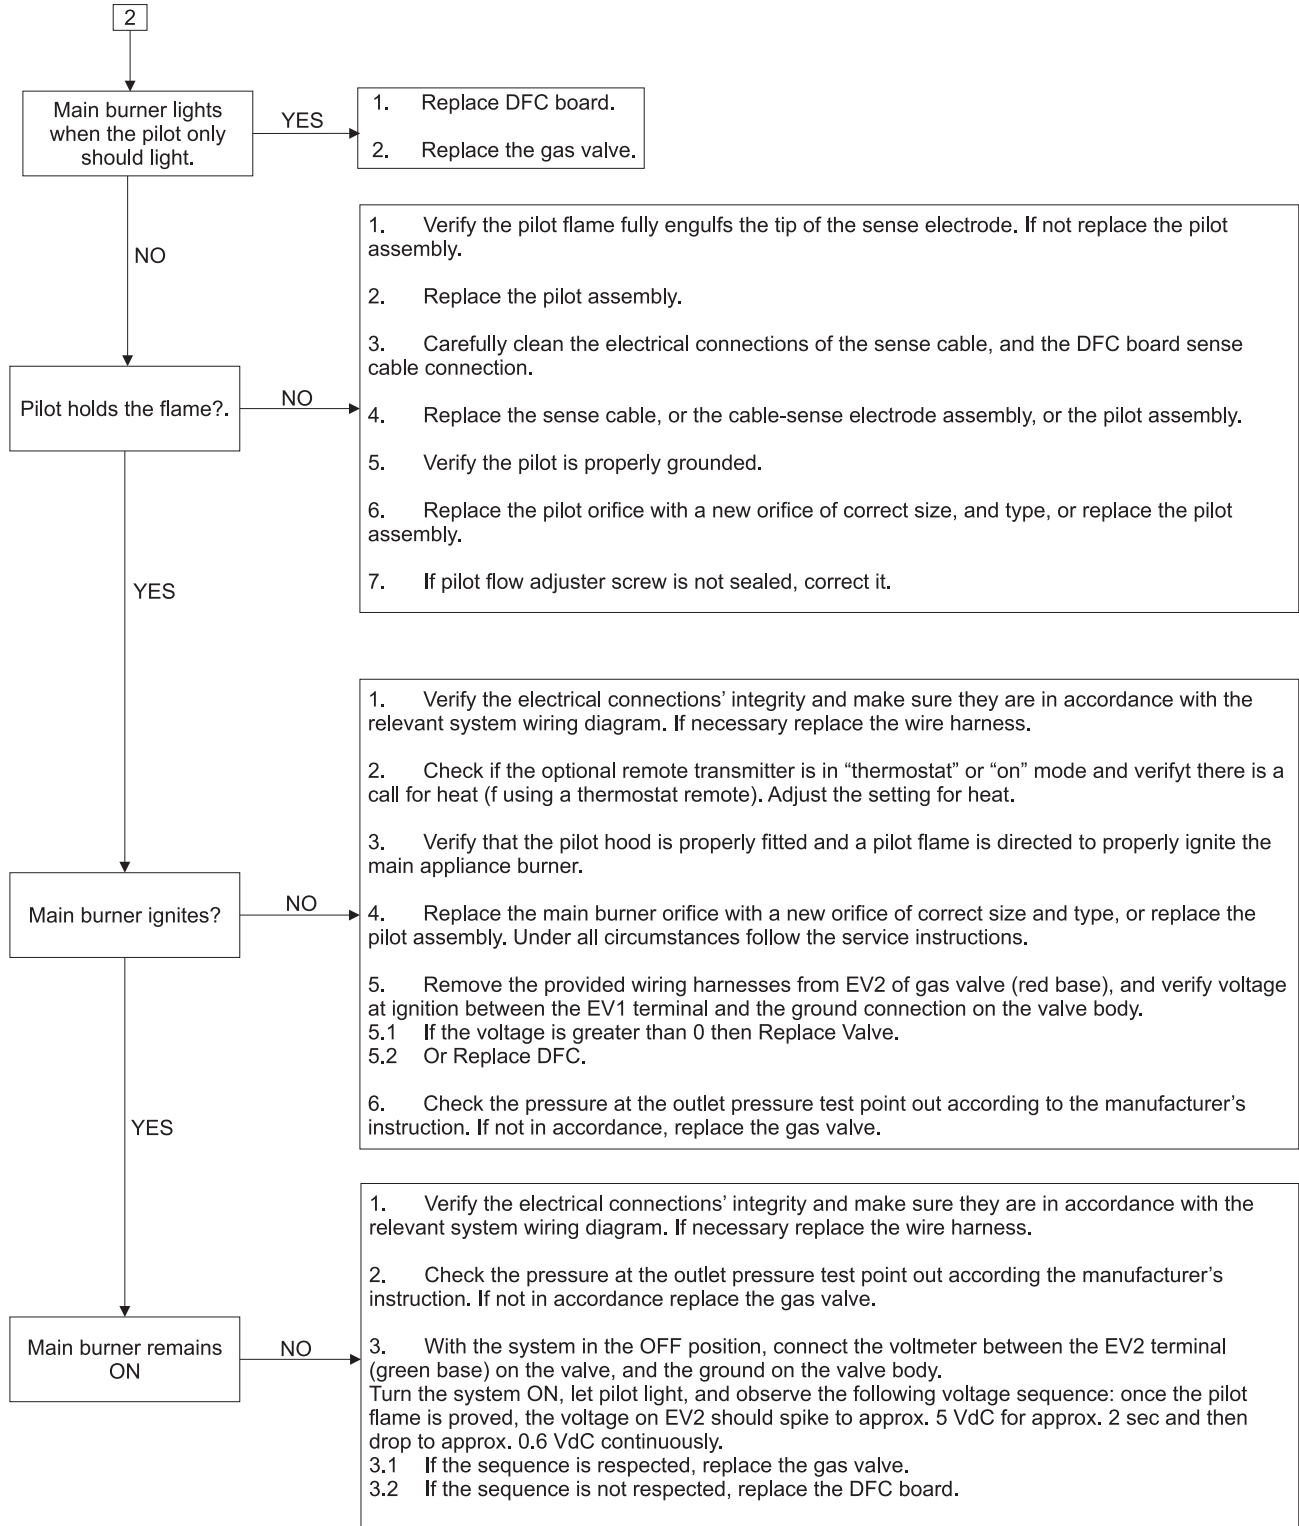 2
Main burner lights
when the pilot only
should light.
YES
1. Replace DFC board.
2. Replace the gas valve.
NO
1. Verify the pilot flame fully engulfs the tip of the sense electrode. If not replace the pilot
assembly.
2. Replace the pilot assembly.
3. Carefully clean the electrical connections of the sense cable, and the DFC board sense
cable connection.
4. Replace the sense cable, or the cable-sense electrode assembly, or the pilot assembly.
5. Verify the pilot is properly grounded.
6. Replace the pilot orifice with a new orifice of correct size, and type, or replace the pilot
assembly.
7. If pilot flow adjuster screw is not sealed, correct it.
Pilot holds the flame?.
NO
YES
1. Verify the electrical connections’ integrity and make sure they are in accordance with the
relevant system wiring diagram. If necessary replace the wire harness.
2. Check if the optional remote transmitter is in “thermostat” or “on” mode and verifyt there is a
call for heat (f using a thermostat remote). Adjust the setting for heat.
3. Verify that the pilot hood is properly fitted and a pilot flame is directed to properly ignite the
main appliance burner.
4. Replace the main burner orifice with a new orifice of correct size and type, or replace the
pilot assembly. Under all circumstances follow the service instructions.
5. Remove the provided wiring harnesses from EV2 of gas valve (red base), and verify voltage
at ignition between the EV1 terminal and the ground connection on the valve body.
5.1 If the voltage is greater than 0 then Replace Valve.
5.2 Or Replace DFC.
6. Check the pressure at the outlet pressure test point out according to the manufacturer’s
instruction. If not in accordance, replace the gas valve.
Main burner ignites?
NO
YES
1. Verify the electrical connections’ integrity and make sure they are in accordance with the
relevant system wiring diagram. If necessary replace the wire harness.
2. Check the pressure at the outlet pressure test point out according the manufacturer’s
instruction. If not in accordance replace the gas valve.
3. With the system in the OFF position, connect the voltmeter between the EV2 terminal
(green base) on the valve, and the ground on the valve body.
Turn the system ON, let pilot light, and observe the following voltage sequence: once the pilot
flame is proved, the voltage on EV2 should spike to approx. 5 VdC for approx. 2 sec and then
drop to approx. 0.6 VdC continuously.
3.1 If the sequence is respected, replace the gas valve.
3.2 If the sequence is not respected, replace the DFC board.
Main burner remains
ON
NO